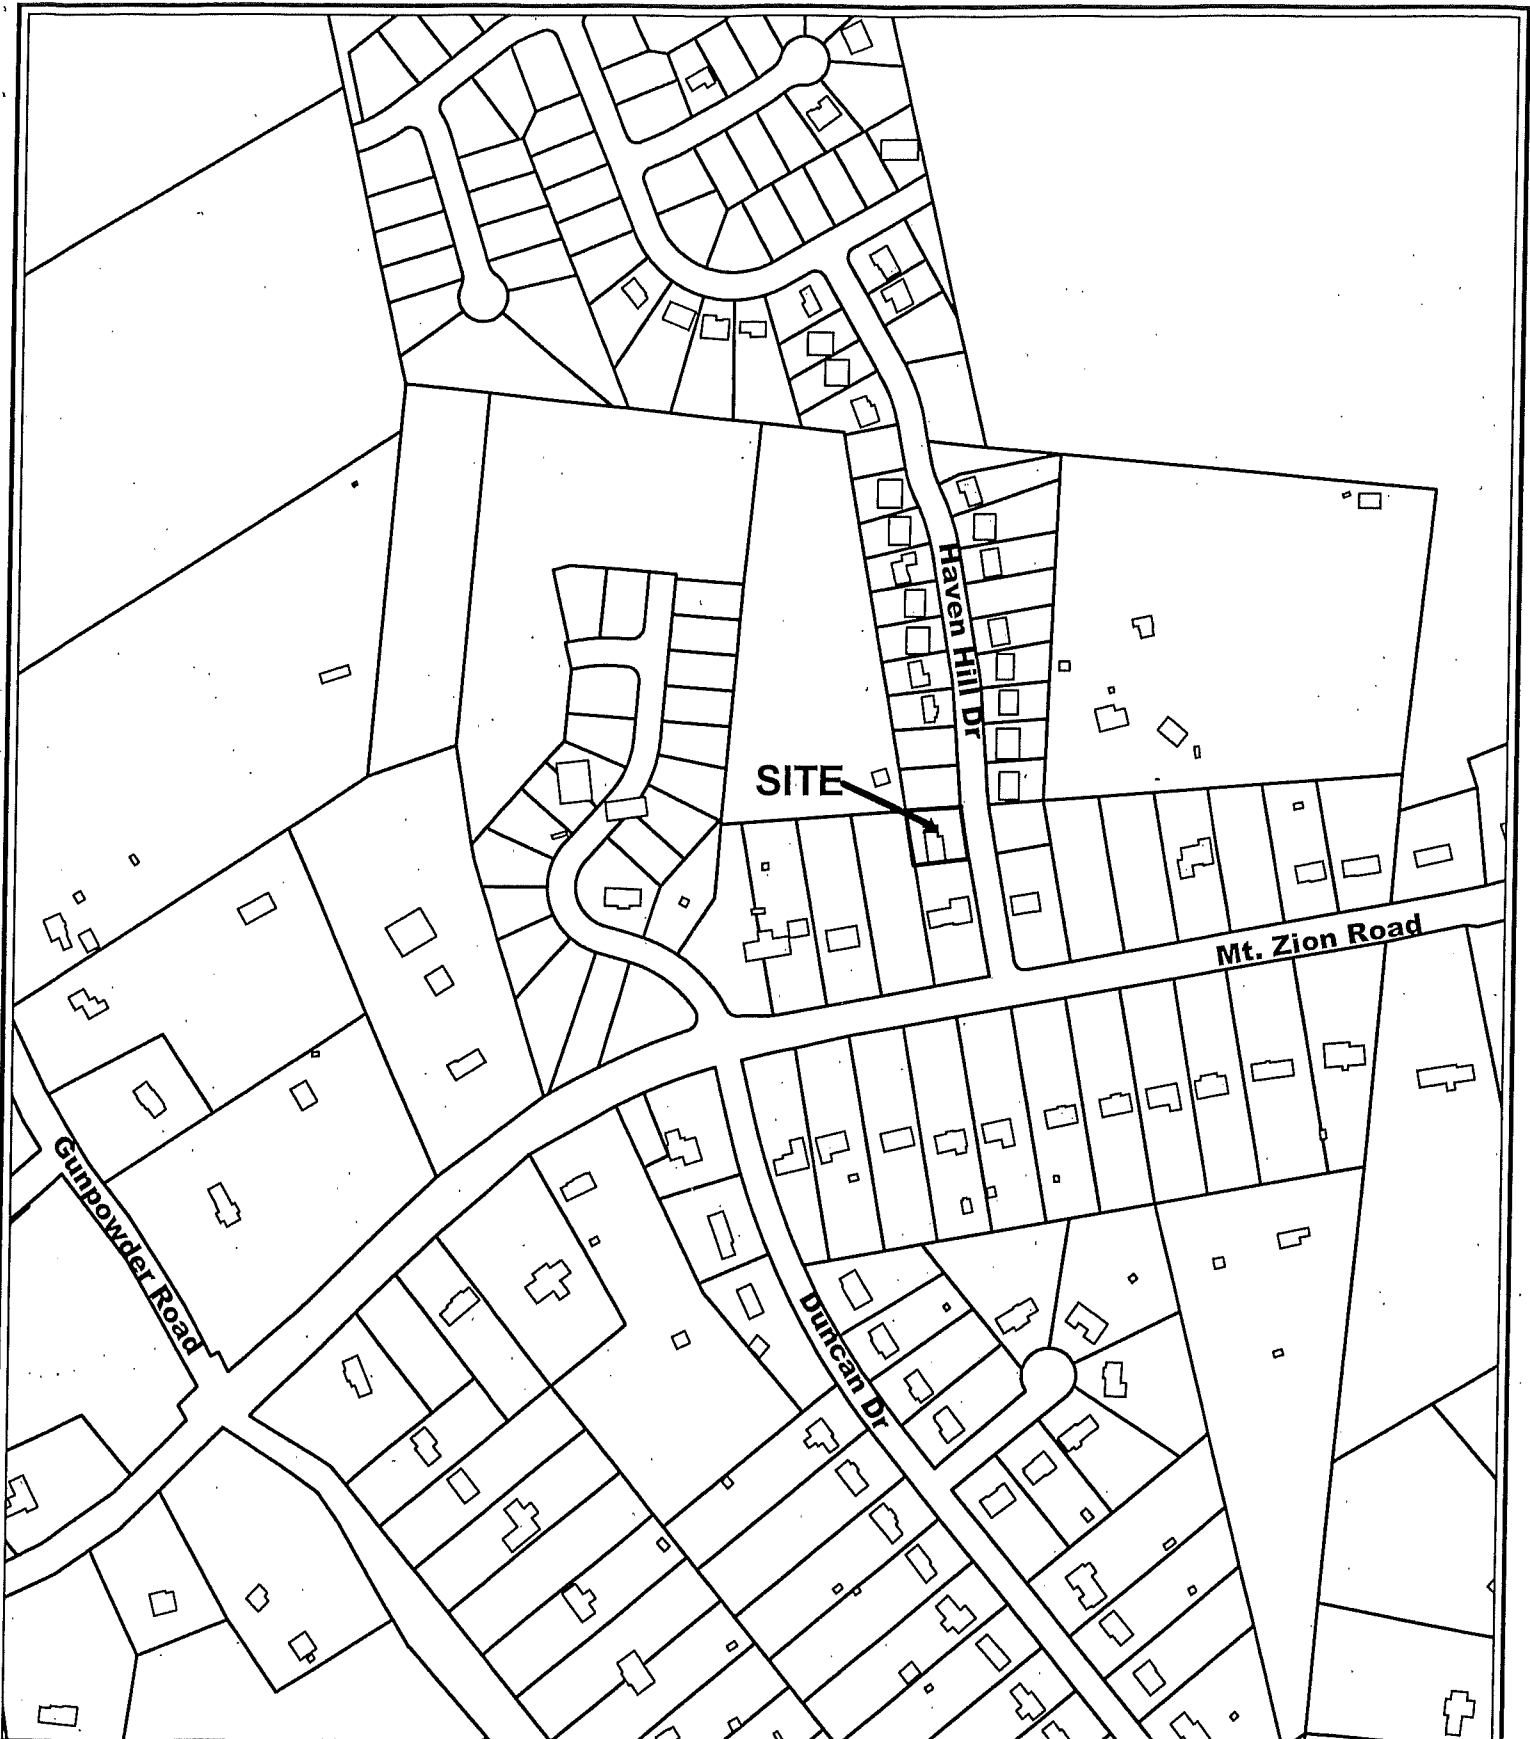 Haven Hill Dr
SITE
Mt. Zion Road
Gunpowder Road
Duncan Dr